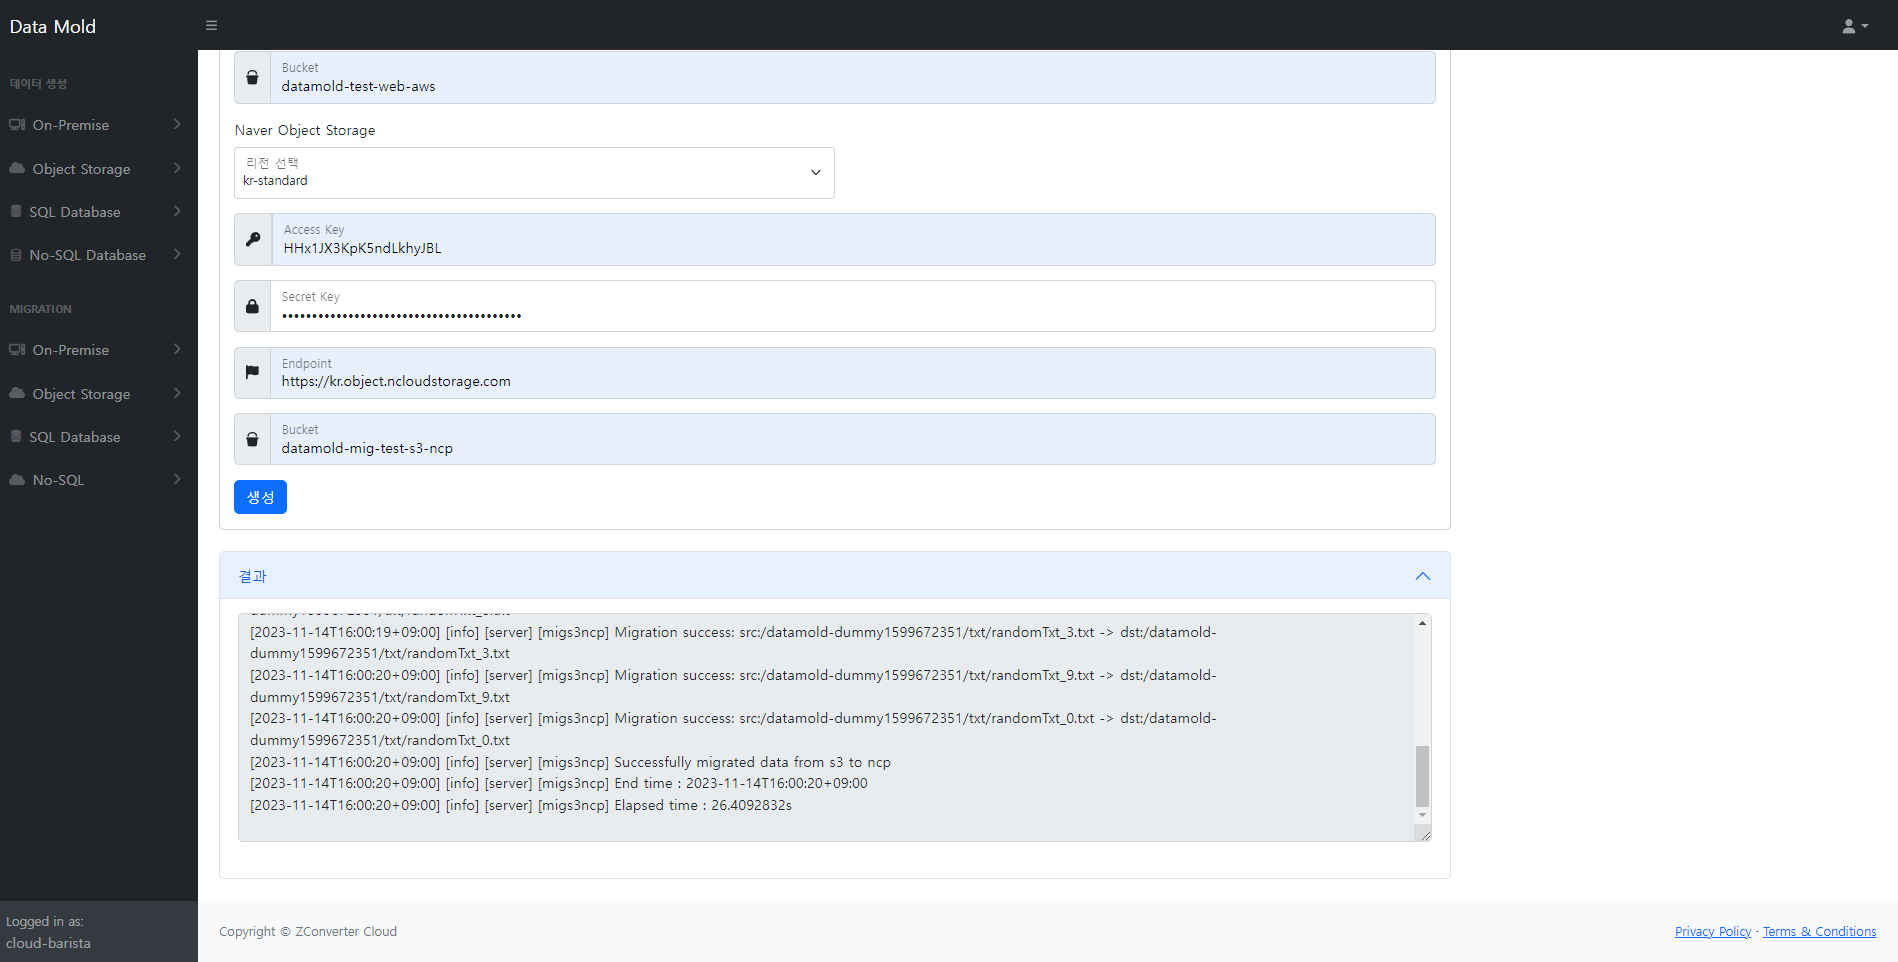 Data Mold
데이터 생성
On-Premise
Object Storage
SQL Database
No-SQL Database
MIGRATION
On-Premise
Object Storage
SQL Database
No-SQL
Logged in as:
cloud-barista
Bucket
datamold-test-web-aws
Naver Object Storage
리전 선택
kr-standard
Access Key
HHx1JX3KpK5ndLkhyJBL
Secret Key
Endpoint
https://kr.object.ncloudstorage.com
Bucket
datamold-mig-test-s3-ncp
생성
결과
[2023-11-14T16:00:19+09:00] [info] [server] [migs3ncp] Migration success: src:/datamold-dummy1599672351/txt/randomTxt_3.txt -> dst:/datamold-
dummy1599672351/txt/randomTxt_3.txt
[2023-11-14T16:00:20+09:00] [info] [server] [migs3ncp] Migration success: src:/datamold-dummy1599672351/txt/randomTxt_9.txt -> dst:/datamold-
dummy1599672351/txt/randomTxt_9.txt
[2023-11-14T16:00:20+09:00] [info] [server] [migs3ncp] Migration success: src:/datamold-dummy1599672351/txt/randomTxt_0.txt -> dst:/datamold-
dummy1599672351/txt/randomTxt_0.txt
[2023-11-14T16:00:20+09:00] [info] [server] [migs3ncp] Successfully migrated data from s3 to ncp
[2023-11-14T16:00:20+09:00] [info] [server] [migs3ncp] End time : 2023-11-14T16:00:20+09:00
[2023-11-14T16:00:20+09:00] [info] [server] [migs3ncp] Elapsed time : 26.4092832s
Copyright © ZConverter Cloud
Privacy Policy · Terms & Conditions